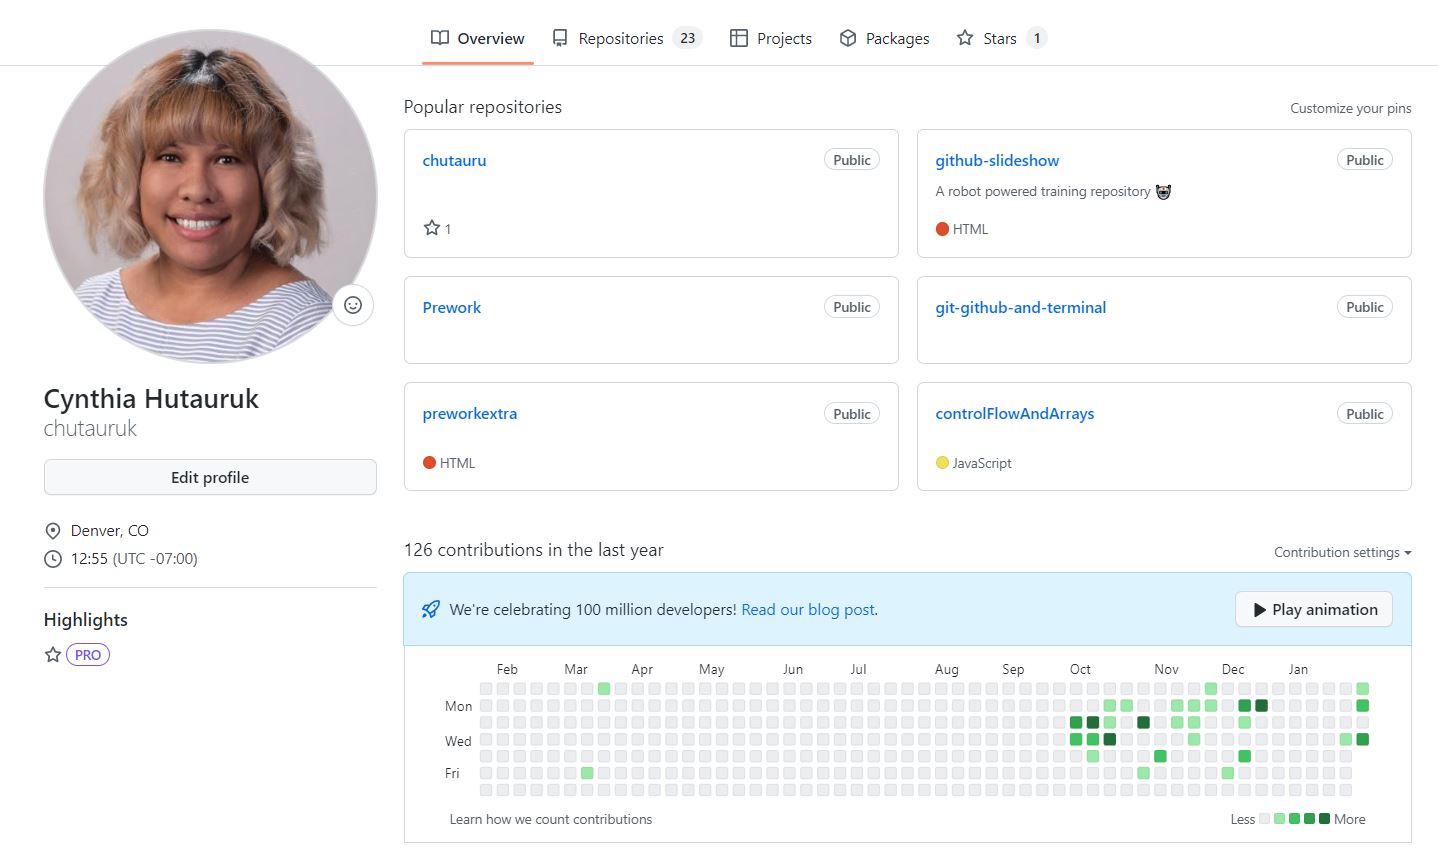 Overview Repositories 23 Projects Packages Stars 1
Popular repositories
Customize your pins
chutauru Public
1
github-slideshow Public
A robot powered training repository
HTML
Prework Public
git-github-and-terminal Public
preworkextra Public
HTML
controlFlowAndArrays Public
JavaScript
Cynthia Hutauruk
chutauruk
Edit profile
Denver, CO
12:55 (UTC -07:00)
Highlights
PRO
126 contributions in the last year
Contribution settings
We're celebrating 100 million developers! Read our blog post.
Play animation
Feb Mar Apr May Jun Jul Aug Sep Oct Nov Dec Jan
Mon
Wed
Fri
Learn how we count contributions
Less More